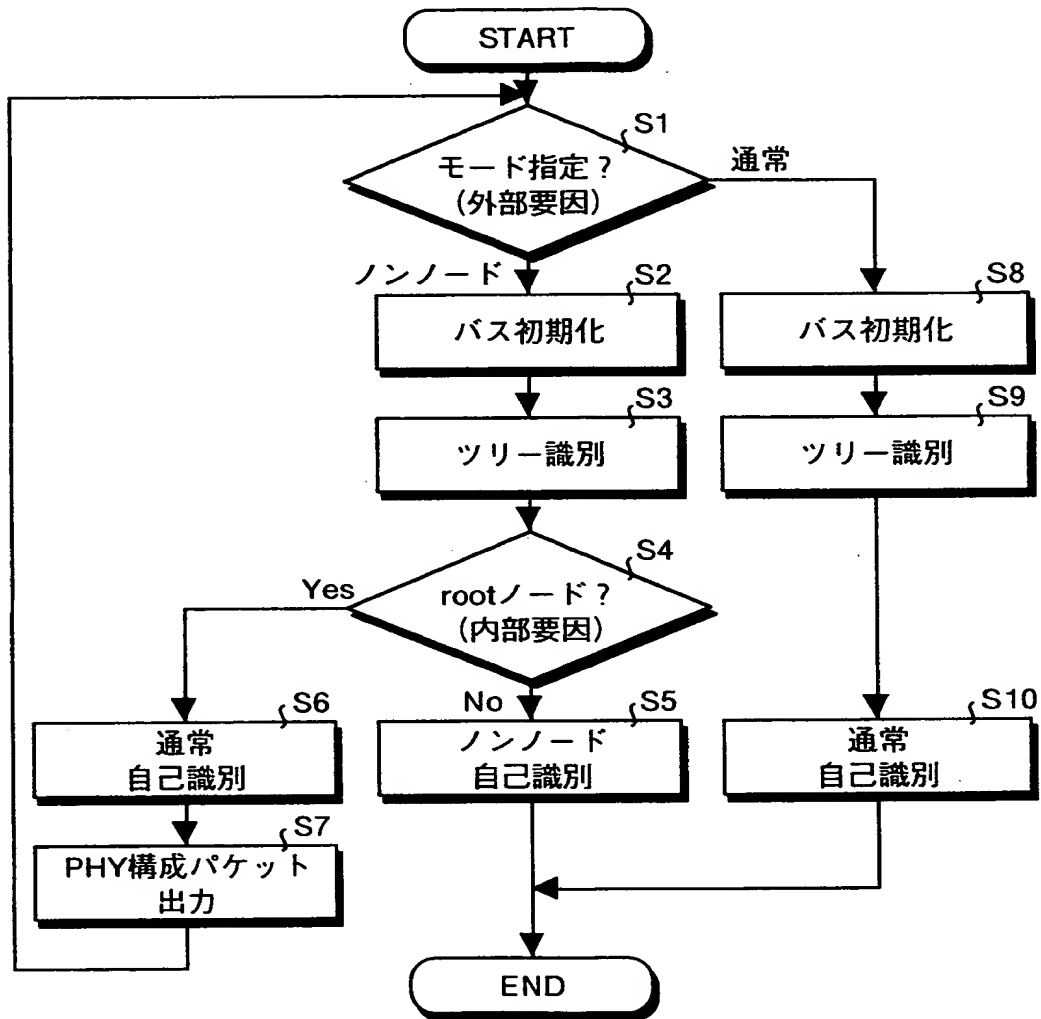 START
S1
モード指定？
(外部要因)
通常
ノンノード
S2
バス初期化
S8
バス初期化
S3
ツリー識別
S9
ツリー識別
S4
rootノード？
(内部要因)
Yes
No
S6
通常
自己識別
S5
ノンノード
自己識別
S10
通常
自己識別
S7
PHY構成パケット
出力
END